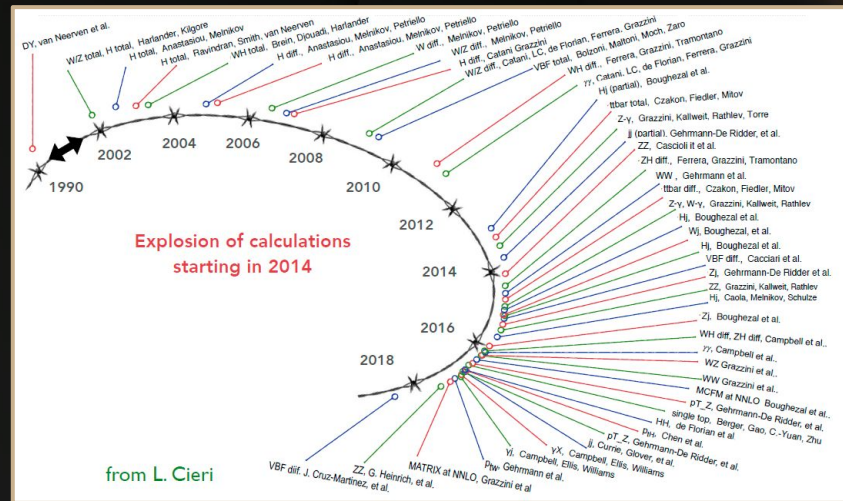 DY, van Neerven et al.
W/Z total, H total, Harlander, Kilgore
H total, Anastasiou, Melnikov
H total, Ravindran, Smith, van Neerven
WH total, Brein, Djouadi, Harlander
H diff., Anastasiou, Melnikov, Petriello
H diff., Anastasiou, Melnikov, Petriello
W diff., Melnikov, Petriello
W/Z diff., Melnikov, Petriello
H diff., Catani Grazzini
W/Z diff., Catani, LC, de Florian, Ferrera, Grazzini
VBF total, Bolzoni, Maltoni, Moch, Zaro
WH diff., Ferrera, Grazzini, Tramontano
γγ, Catani, LC, de Florian, Ferrera, Grazzini
Hj (partial), Boughezal et al.
ttbar total, Czakon, Fiedler, Mitov
Z-γ, Grazzini, Kallweit, Rathlev, Torre
jj (partal), Gehrmann-De Ridder, et al.
ZZ, Cascioli it et al.
ZH diff., Ferrera, Grazzini, Tramontano
WW , Gehrmann et al.
ttbar diff., Czakon, Fiedler, Mitov
Z-γ, W-γ, Grazzini, Kallweit, Rathlev
Hj, Boughezal et al.
Wj, Boughezal, et al.
Hj, Boughezal et al.
VBF diff., Cacciari et al.
Zj, Gehrmann-De Ridder et al.
ZZ, Grazzini, Kallweit, Rathlev
Hj, Caola, Melnikov, Schulze
Zj, Boughezal et al.
WH diff, ZH diff, Campbell et al..
γγ, Campbell et al.,
WZ Grazzini et al..
WW Grazzini et al..
MCFM at NNLO Boughezal et al..
pT_Z, Gehrmann-De Ridder, et al.
single top, Berger, Gao, C.-Yuan, Zhu
HH, de Florian et al
pH, Chen et al.
pT_Z, Gehrmann-De Ridder, et al.
jj, Currie, Glover, et al.
γX, Campbell, Ellis, Williams
γj, Campbell, Ellis, Williams
ptw, Gehrmann et al.
MATRIX at NNLO, Grazzini et al
ZZ, G. Heinrich, et al.
VBF diif. J. Cruz-Martinez, et al.
1990
2002
2004
2006
2008
2010
2012
2014
2016
2018
Explosion of calculations
starting in 2014
from L. Cieri